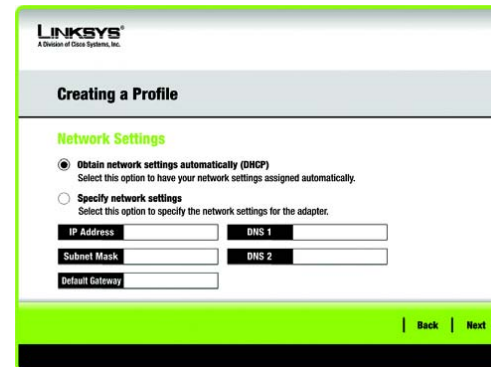 LINKSYS®
A Division of Cisco Systems, Inc.
Creating a Profile
Network Settings
Obtain network settings automatically (DHCP)
Select this option to have your network settings assigned automatically.
Specify network settings
Select this option to specify the network settings for the adapter.
IP Address DNS 1
Subnet Mask DNS 2
Default Gateway
Back Next